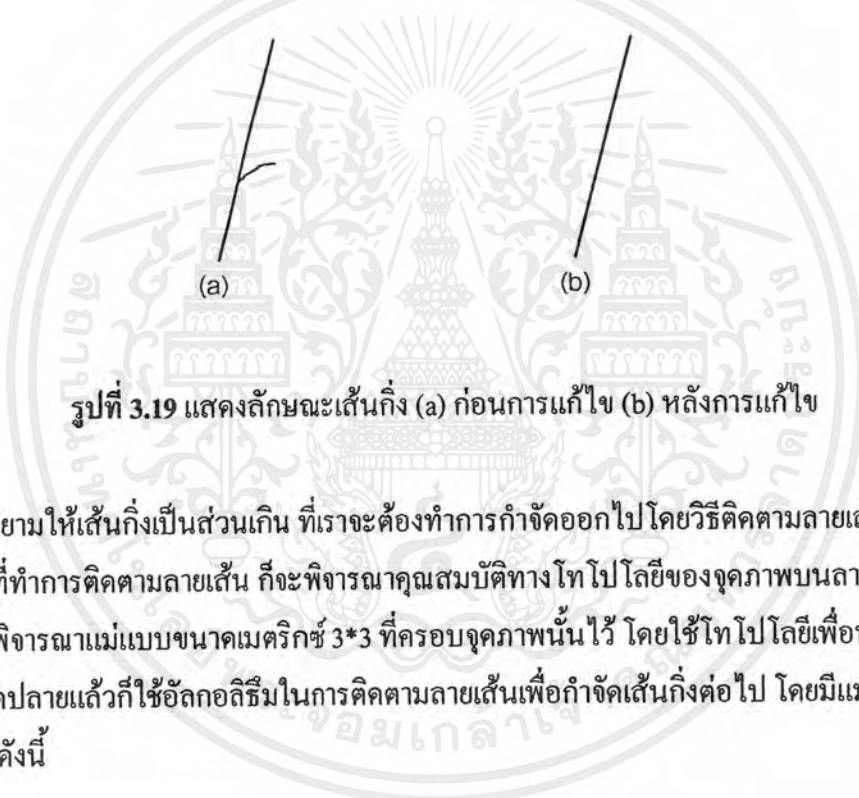 (a)
(b)
รูปที่ 3.19 แสดงลักษณะเส้นกิ่ง (a) ก่อนการแก้ไข (b) หลังการแก้ไข
ยามให้เส้นกิ่งเป็นส่วนเกิน ที่เราจะต้องทำการกำจัดออกไปโดยวิธีติดตามลายเส
ที่ทำการติดตามลายเส้น ก็จะพิจารณาคุณสมบัติทางโทโปโลยีของจุดภาพบนลา
พิจารณาแม่แบบขนาดเมตริกซ์ 3*3 ที่ครอบจุดภาพนั้นไว้ โดยใช้โทโปโลยีเพื่อ
ปลายแล้วก็ใช้อัลกอลิธึมในการติดตามลายเส้นเพื่อกำจัดเส้นกิ่งต่อไป โดยมีแม
ดังนี้